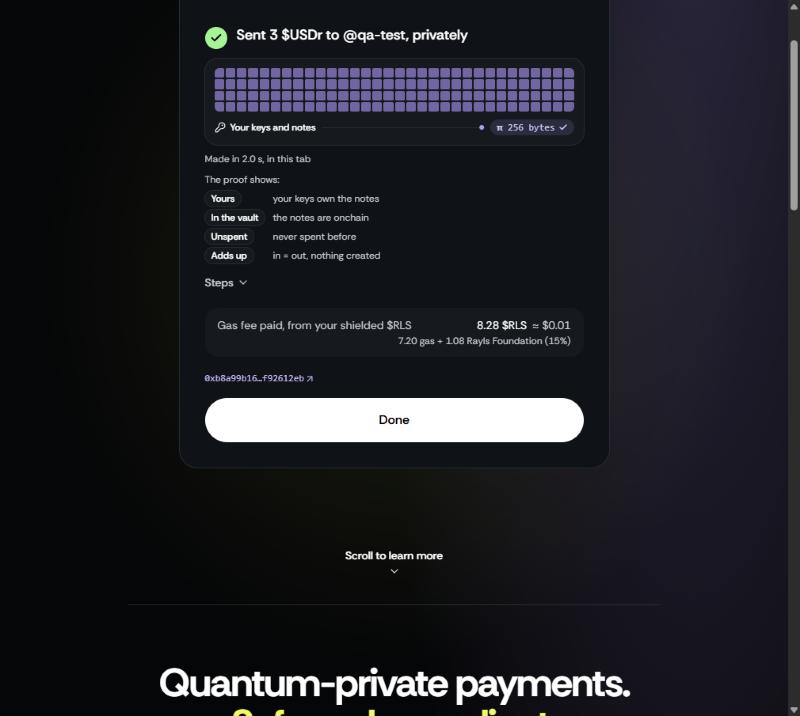 Sent 3 $USDr to @qa-test, privately
Your keys and notes
π 256 bytes
Made in 2.0 s, in this tab
The proof shows:
Yours your keys own the notes
In the vault the notes are onchain
Unspent never spent before
Adds up in = out, nothing created
Steps
Gas fee paid, from your shielded $RLS 8.28 $RLS ≈ $0.01
7.20 gas + 1.08 Rayls Foundation (15%)
0xb8a99b16…f92612eb
Done
Scroll to learn more
Quantum-private payments.